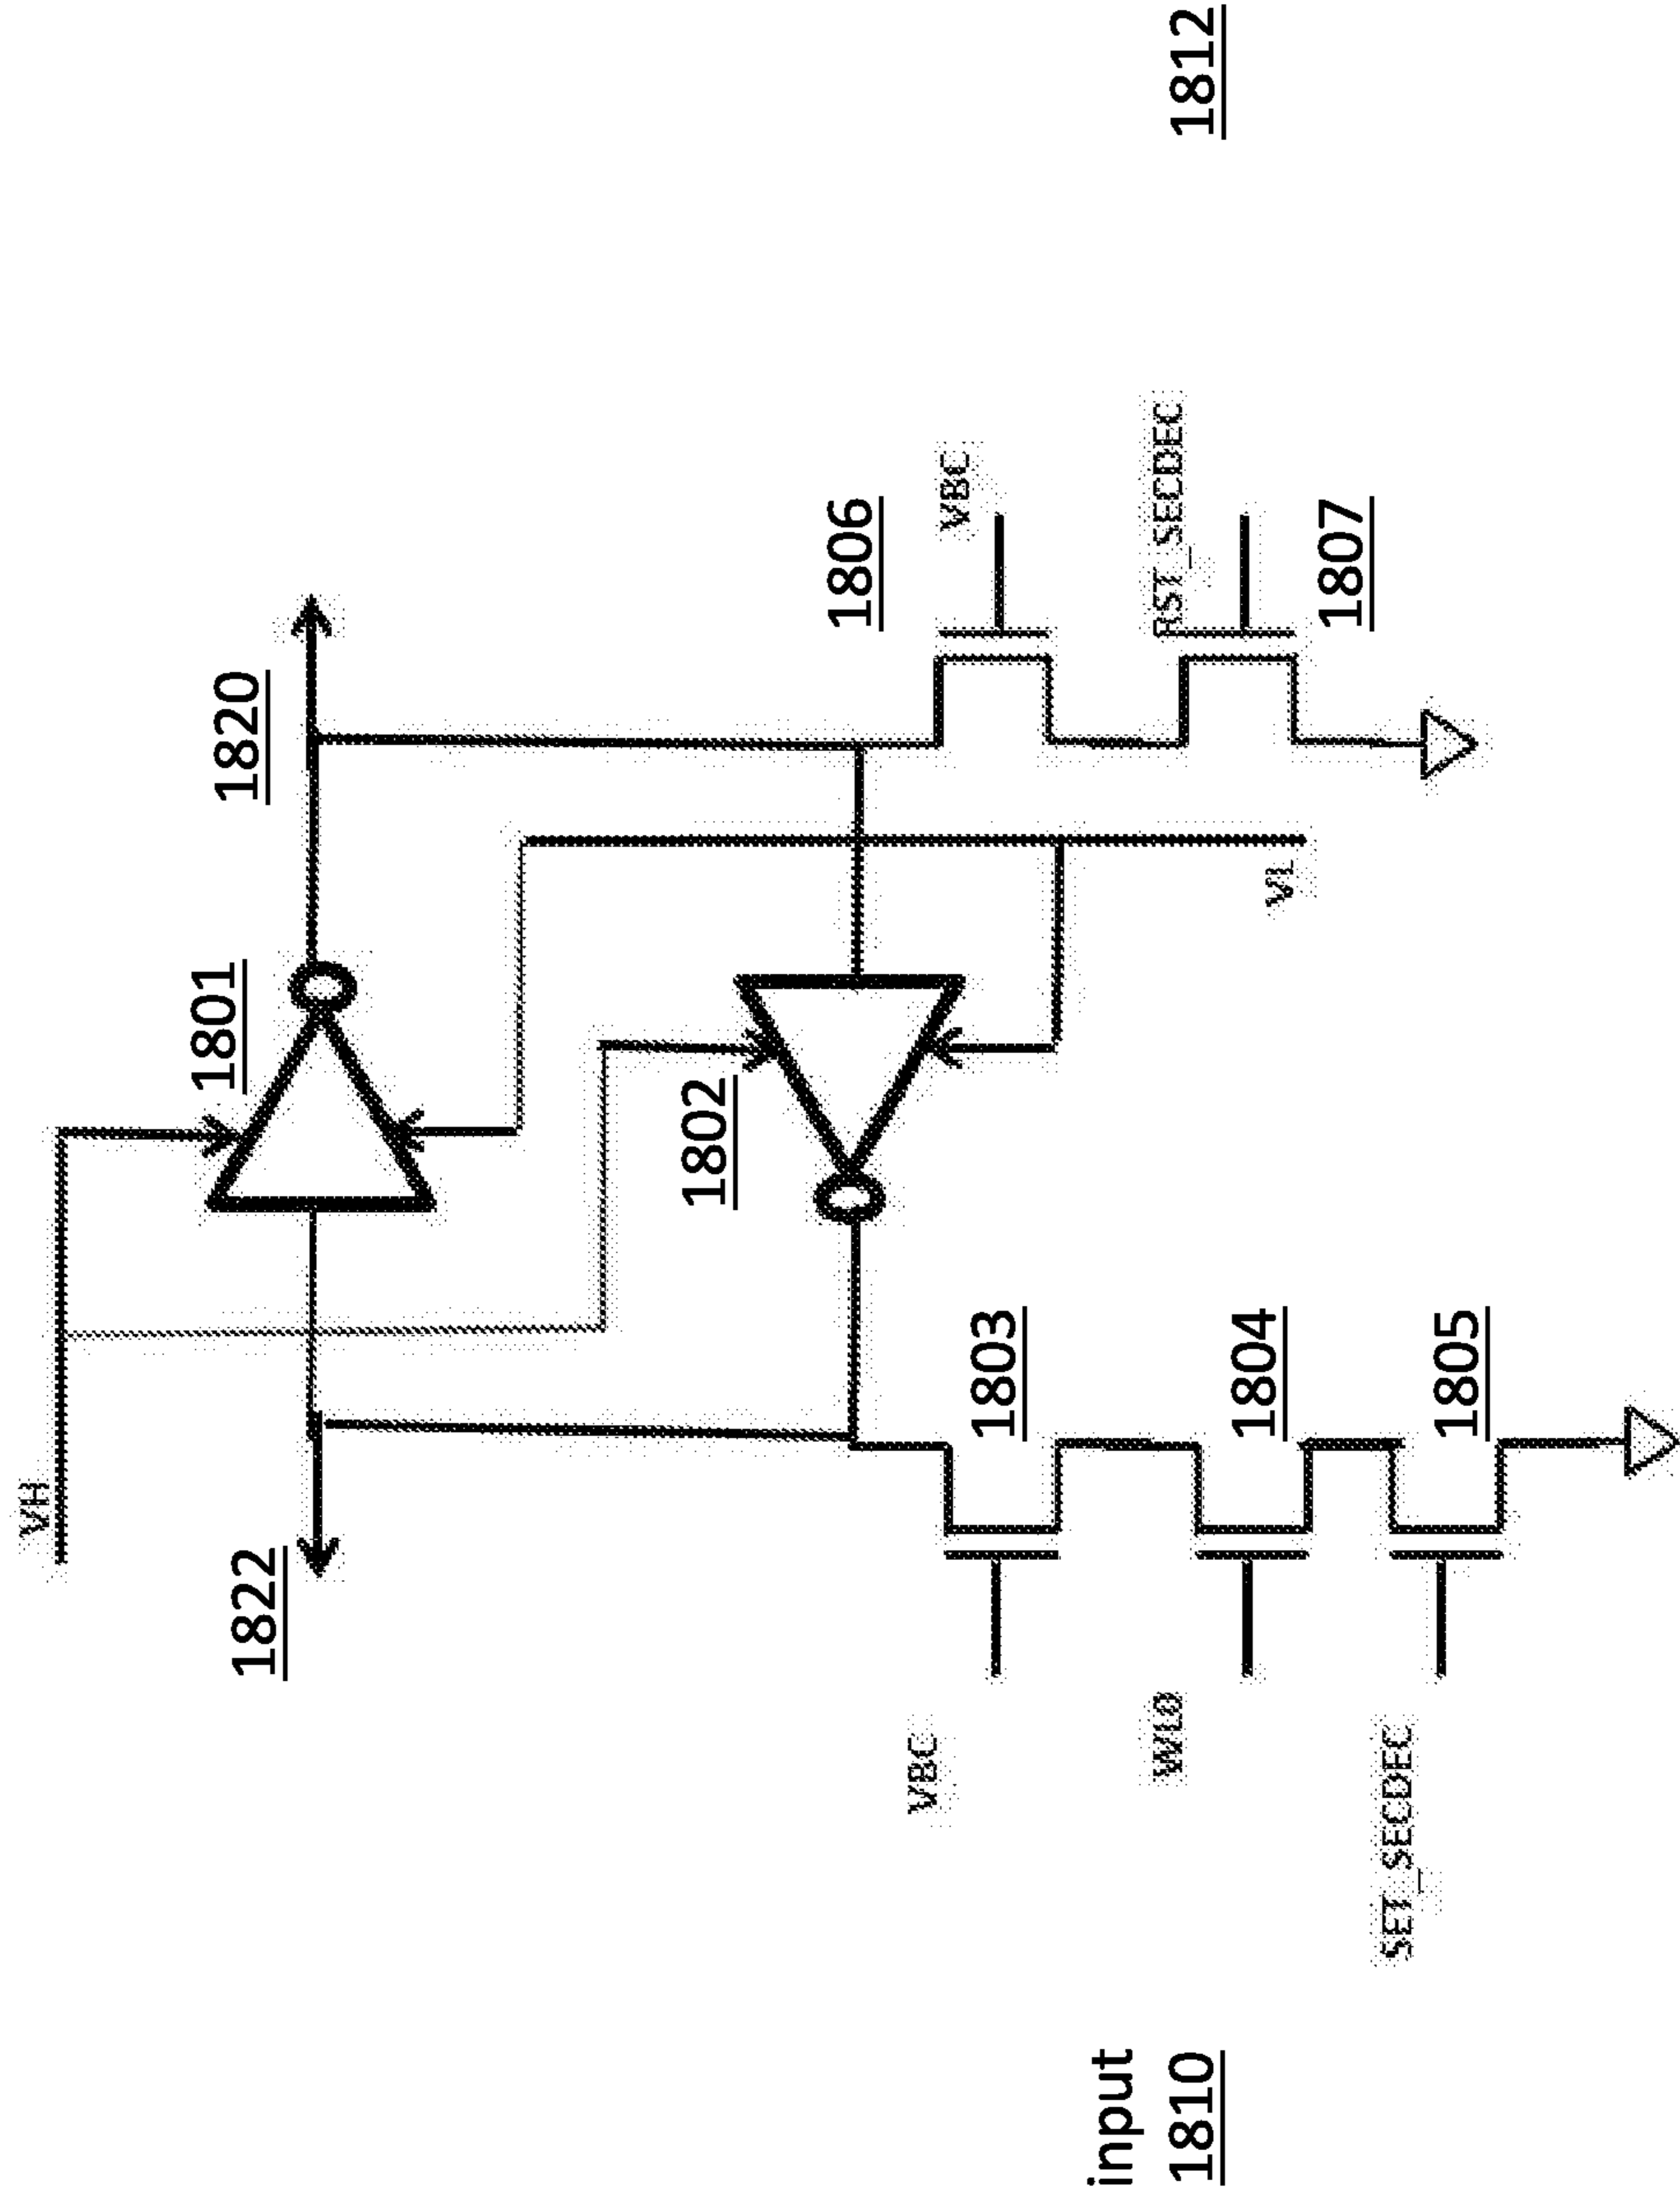 VH
1822
1801
1820
1802
VBC
1803
1806
VBC
input
1810
WL0
1804
RST_SECDEC
1812
SET_SECDEC
1805
VL
1807